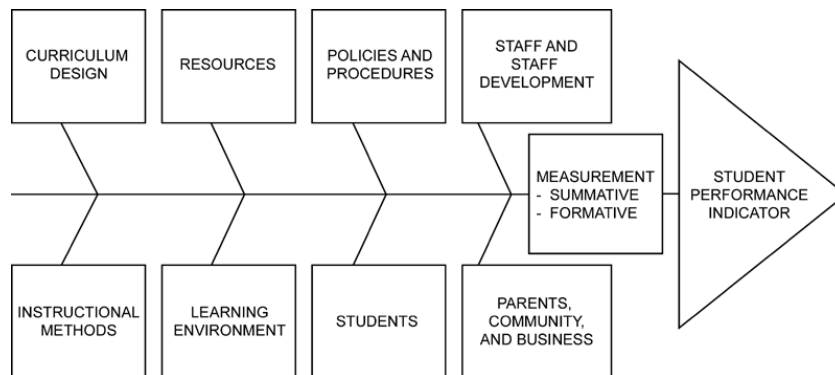 CURRICULUM
DESIGN
RESOURCES
POLICIES AND
PROCEDURES
STAFF AND
STAFF
DEVELOPMENT
MEASUREMENT
- SUMMATIVE
- FORMATIVE
STUDENT
PERFORMANCE
INDICATOR
INSTRUCTIONAL
METHODS
LEARNING
ENVIRONMENT
STUDENTS
PARENTS,
COMMUNITY,
AND BUSINESS